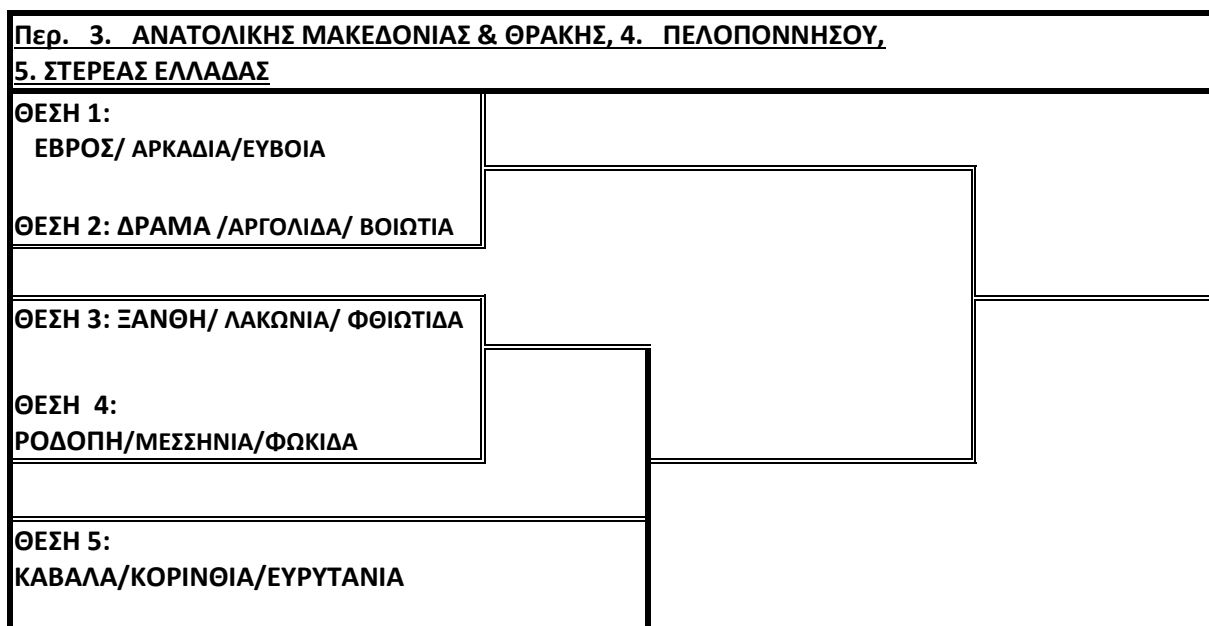 Περ. 3. ΑΝΑΤΟΛΙΚΗΣ ΜΑΚΕΔΟΝΙΑΣ & ΘΡΑΚΗΣ, 4. ΠΕΛΟΠΟΝΝΗΣΟΥ,
5. ΣΤΕΡΕΑΣ ΕΛΛΑΔΑΣ
ΘΕΣΗ 1:
ΕΒΡΟΣ/ ΑΡΚΑΔΙΑ/ΕΥΒΟΙΑ
ΘΕΣΗ 2: ΔΡΑΜΑ /ΑΡΓΟΛΙΔΑ/ ΒΟΙΩΤΙΑ
ΘΕΣΗ 3: ΞΑΝΘΗ/ ΛΑΚΩΝΙΑ/ ΦΘΙΩΤΙΔΑ
ΘΕΣΗ 4:
ΡΟΔΟΠΗ/ΜΕΣΣΗΝΙΑ/ΦΩΚΙΔΑ
ΘΕΣΗ 5:
ΚΑΒΑΛΑ/ΚΟΡΙΝΘΙΑ/ΕΥΡΥΤΑΝΙΑ